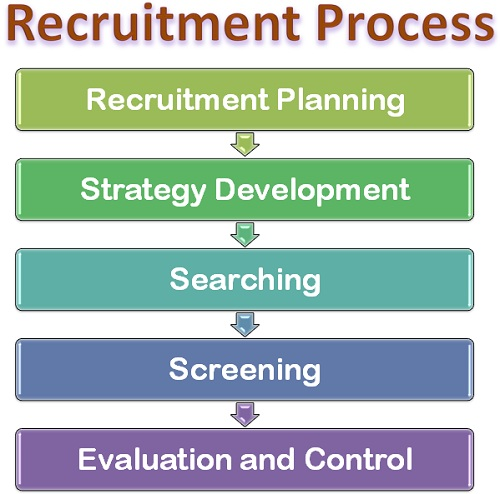 Recruitment Process
Recruitment Planning
Strategy Development
Searching
Screening
Evaluation and Control